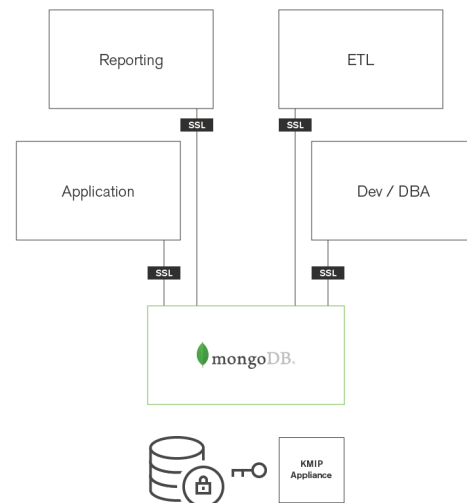 Reporting
ETL
SSL
SSL
Application
Dev / DBA
SSL
SSL
mongoDB.
KMIP
Appliance